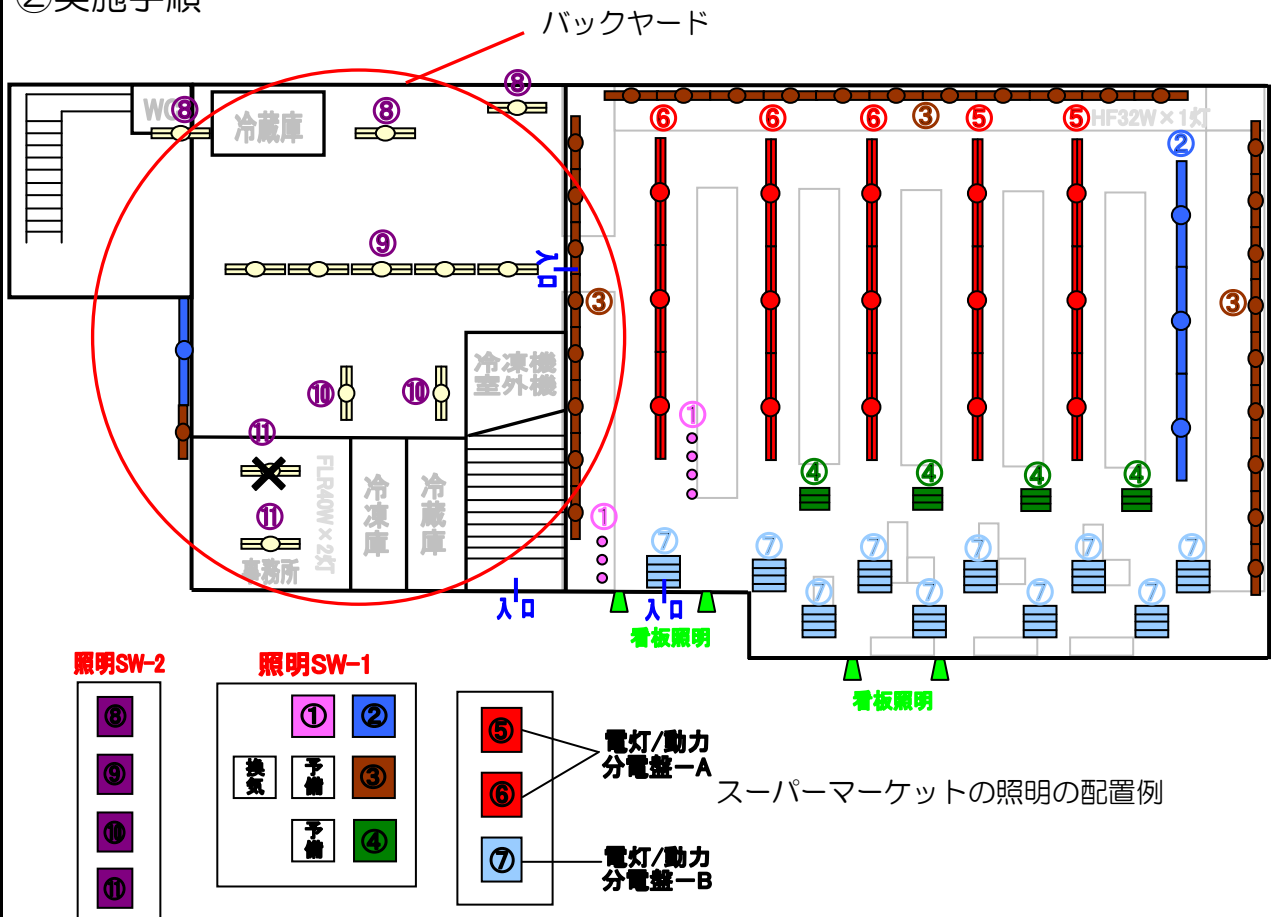 ②実施手順
バックヤード
⑧
WC
⑧
冷蔵庫
⑧
⑥
⑥
⑥
③
⑤
⑤
HF32W×1灯
②
⑨
入口
③
③
冷凍機
室外機
⑩
⑩
①
⑪
FLR40W×2灯
冷凍庫
冷蔵庫
④
④
④
④
⑪
事務所
①
⑦
⑦
⑦
⑦
⑦
⑦
⑦
⑦
⑦
⑦
入口
入口
看板照明
看板照明
照明SW-2
⑧
⑨
⑩
⑪
照明SW-1
①
②
換気
予備
③
予備
④
⑤
⑥
⑦
電灯/動力
分電盤-A
電灯/動力
分電盤-B
スーパーマーケットの照明の配置例